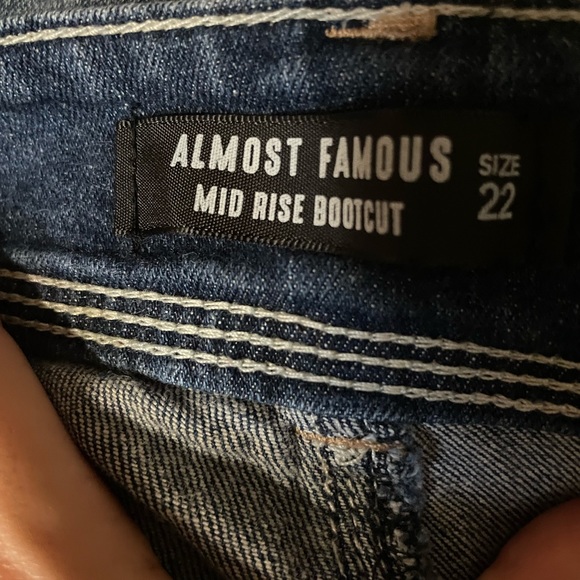 ALMOST FAMOUS
MID RISE BOOTCUT
SIZE
22